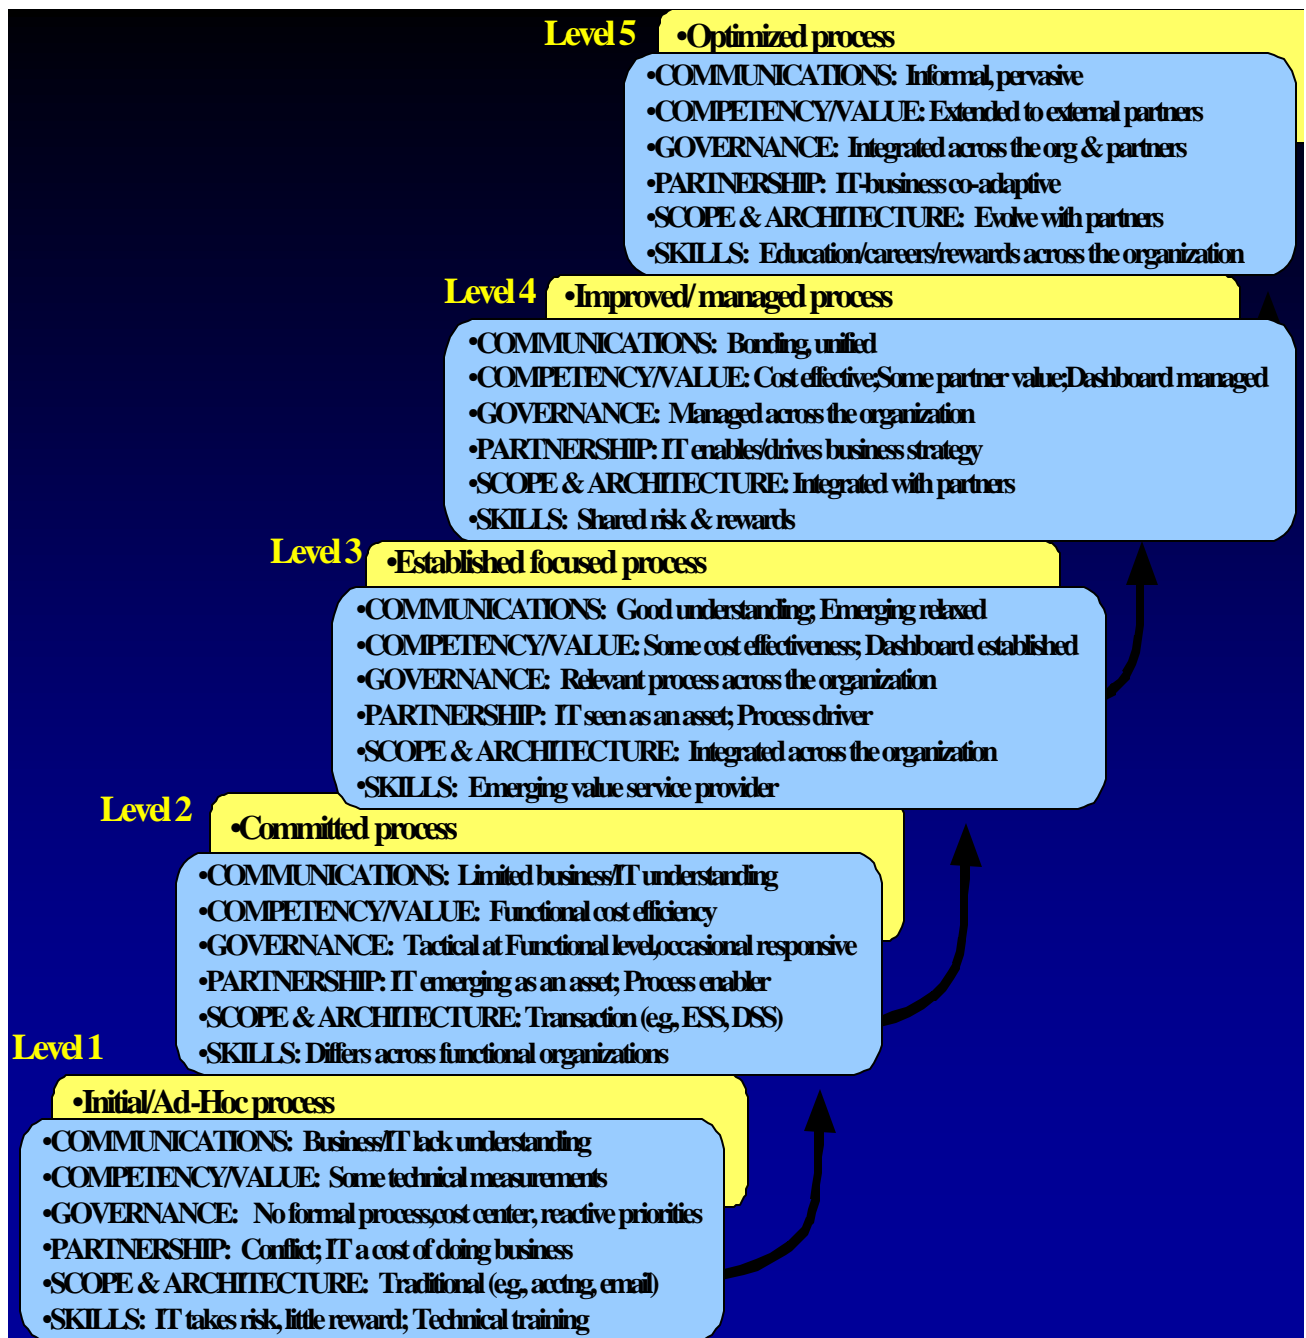 Level 5
•Optimized process
•COMMUNICATIONS: Informal, pervasive
•COMPETENCY/VALUE: Extended to external partners
•GOVERNANCE: Integrated across the org & partners
•PARTNERSHIP: IT-business co-adaptive
•SCOPE & ARCHITECTURE: Evolve with partners
•SKILLS: Education/careers/rewards across the organization
Level 4
•Improved/managed process
•COMMUNICATIONS: Bonding, unified
•COMPETENCY/VALUE: Cost effective;Some partner value;Dashboard managed
•GOVERNANCE: Managed across the organization
•PARTNERSHIP: IT enables/drives business strategy
•SCOPE & ARCHITECTURE: Integrated with partners
•SKILLS: Shared risk & rewards
Level 3
•Established focused process
•COMMUNICATIONS: Good understanding; Emerging relaxed
•COMPETENCY/VALUE: Some cost effectiveness; Dashboard established
•GOVERNANCE: Relevant process across the organization
•PARTNERSHIP: IT seen as an asset; Process driver
•SCOPE & ARCHITECTURE: Integrated across the organization
•SKILLS: Emerging value service provider
Level 2
•Committed process
•COMMUNICATIONS: Limited business/IT understanding
•COMPETENCY/VALUE: Functional cost efficiency
•GOVERNANCE: Tactical at Functional level,occasional responsive
•PARTNERSHIP: IT emerging as an asset; Process enabler
•SCOPE & ARCHITECTURE: Transaction (e.g., ESS, DSS)
•SKILLS: Differs across functional organizations
Level 1
•Initial/Ad-Hoc process
•COMMUNICATIONS: Business/IT lack understanding
•COMPETENCY/VALUE: Some technical measurements
•GOVERNANCE: No formal process,cost center, reactive priorities
•PARTNERSHIP: Conflict; IT a cost of doing business
•SCOPE & ARCHITECTURE: Traditional (e.g., acctng, email)
•SKILLS: IT takes risk, little reward; Technical training